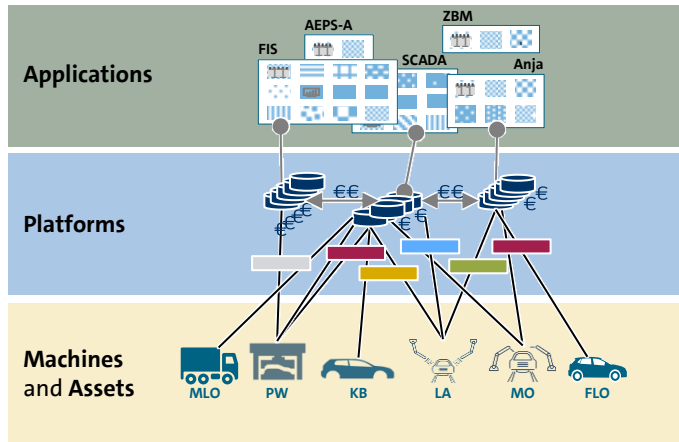 ZBM
AEPS-A
FIS
SCADA
Anja
Applications
€€
€€
€
€
€
€
€
€
€
€
€
Platforms
€
€
Machines
and Assets
MLO
PW
KB
LA
MO
FLO